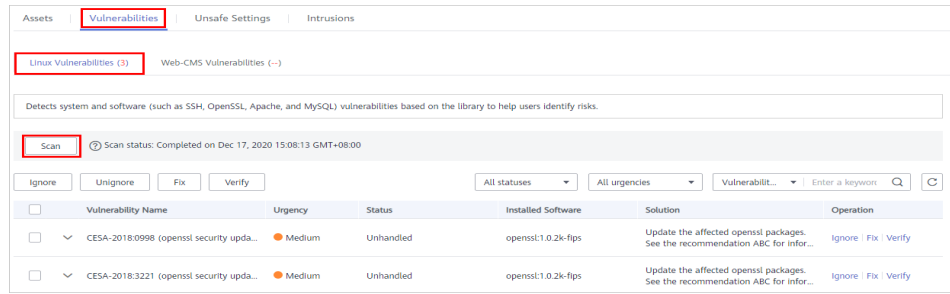 Assets Vulnerabilities Unsafe Settings Intrusions
Linux Vulnerabilities (3) Web-CMS Vulnerabilities (--)
Detects system and software (such as SSH, OpenSSL, Apache, and MySQL) vulnerabilities based on the library to help users identify risks.
Scan ? Scan status: Completed on Dec 17, 2020 15:08:13 GMT+08:00
Ignore Unignore Fix Verify All statuses All urgencies Vulnerabilit... Enter a keyword
Vulnerability Name Urgency Status Installed Software Solution Operation
CESA-2018:0998 (openssl security upda... Medium Unhandled openssl:1.0.2k-fips Update the affected openssl packages. Ignore Fix Verify
See the recommendation ABC for infor...
CESA-2018:3221 (openssl security upda... Medium Unhandled openssl:1.0.2k-fips Update the affected openssl packages. Ignore Fix Verify
See the recommendation ABC for infor...